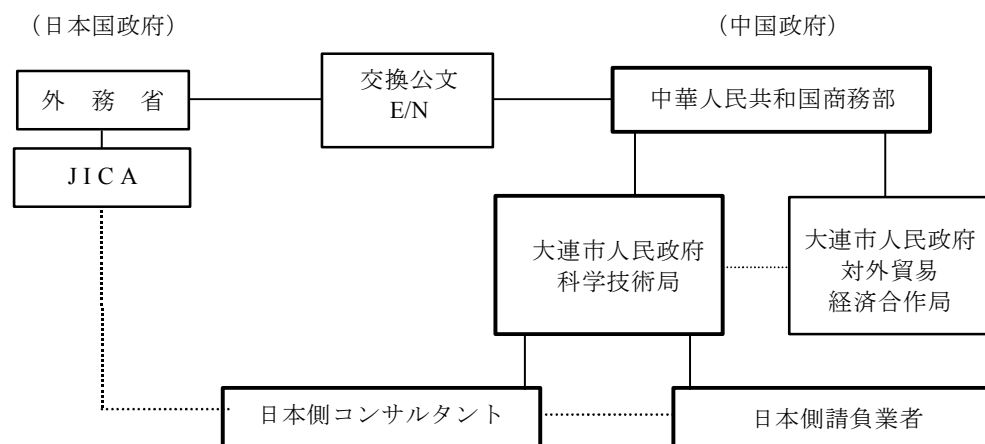 （日本国政府）
（中国政府）
外　務　省
交換公文
E/N
中華人民共和国商務部
JICA
大連市人民政府
科学技術局
大連市人民政府
対外貿易
経済合作局
日本側コンサルタント
日本側請負業者